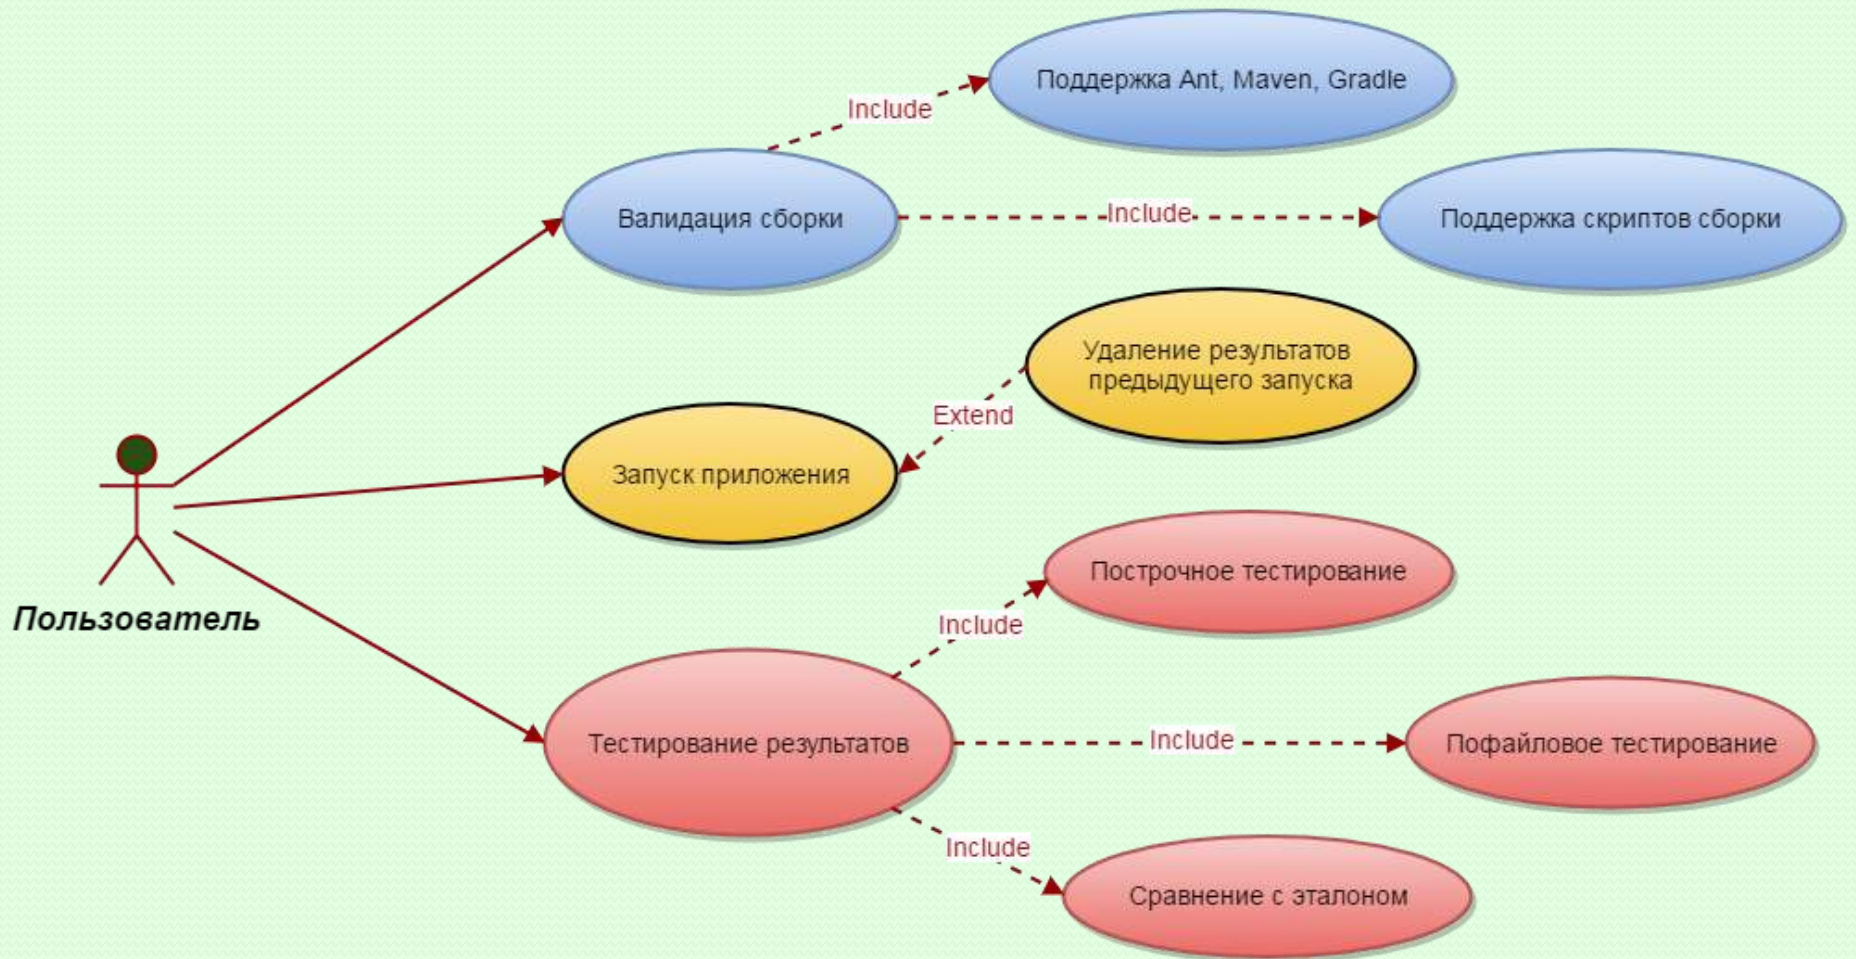 Поддержка Ant, Maven, Gradle
Include
Валидация сборки
Include
Поддержка скриптов сборки
Удаление результатов
предыдущего запуска
Extend
Запуск приложения
Построчное тестирование
Include
Пользователь
Тестирование результатов
Include
Пофайловое тестирование
Include
Сравнение с эталоном